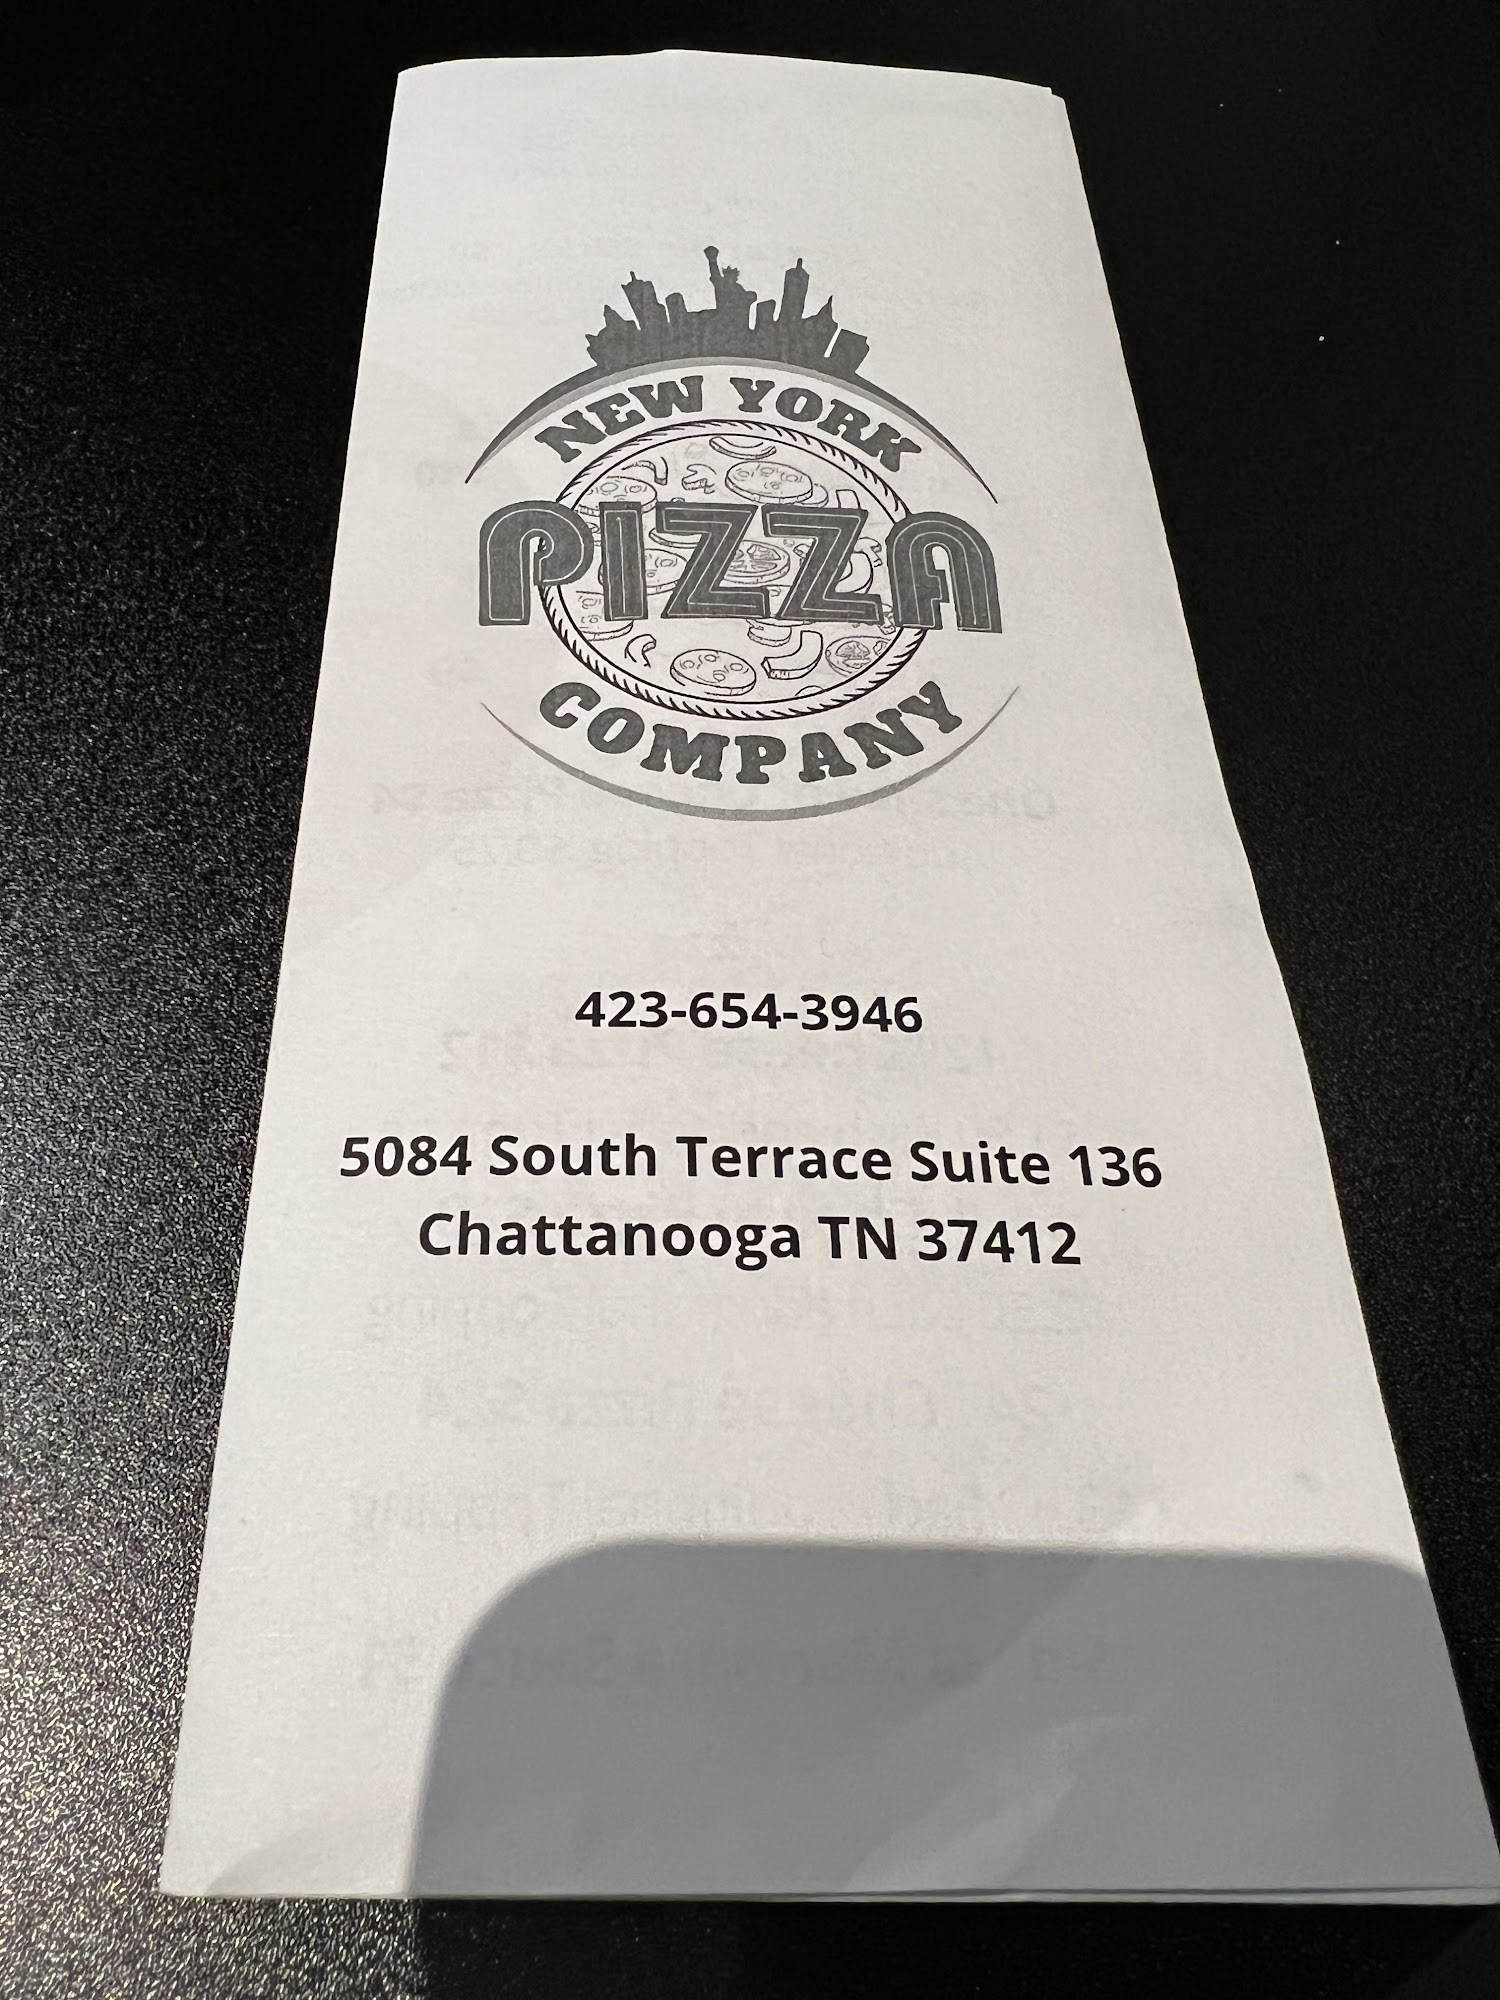 NEW YORK
PIZZA
COMPANY
423-654-3946
5084 South Terrace Suite 136
Chattanooga TN 37412